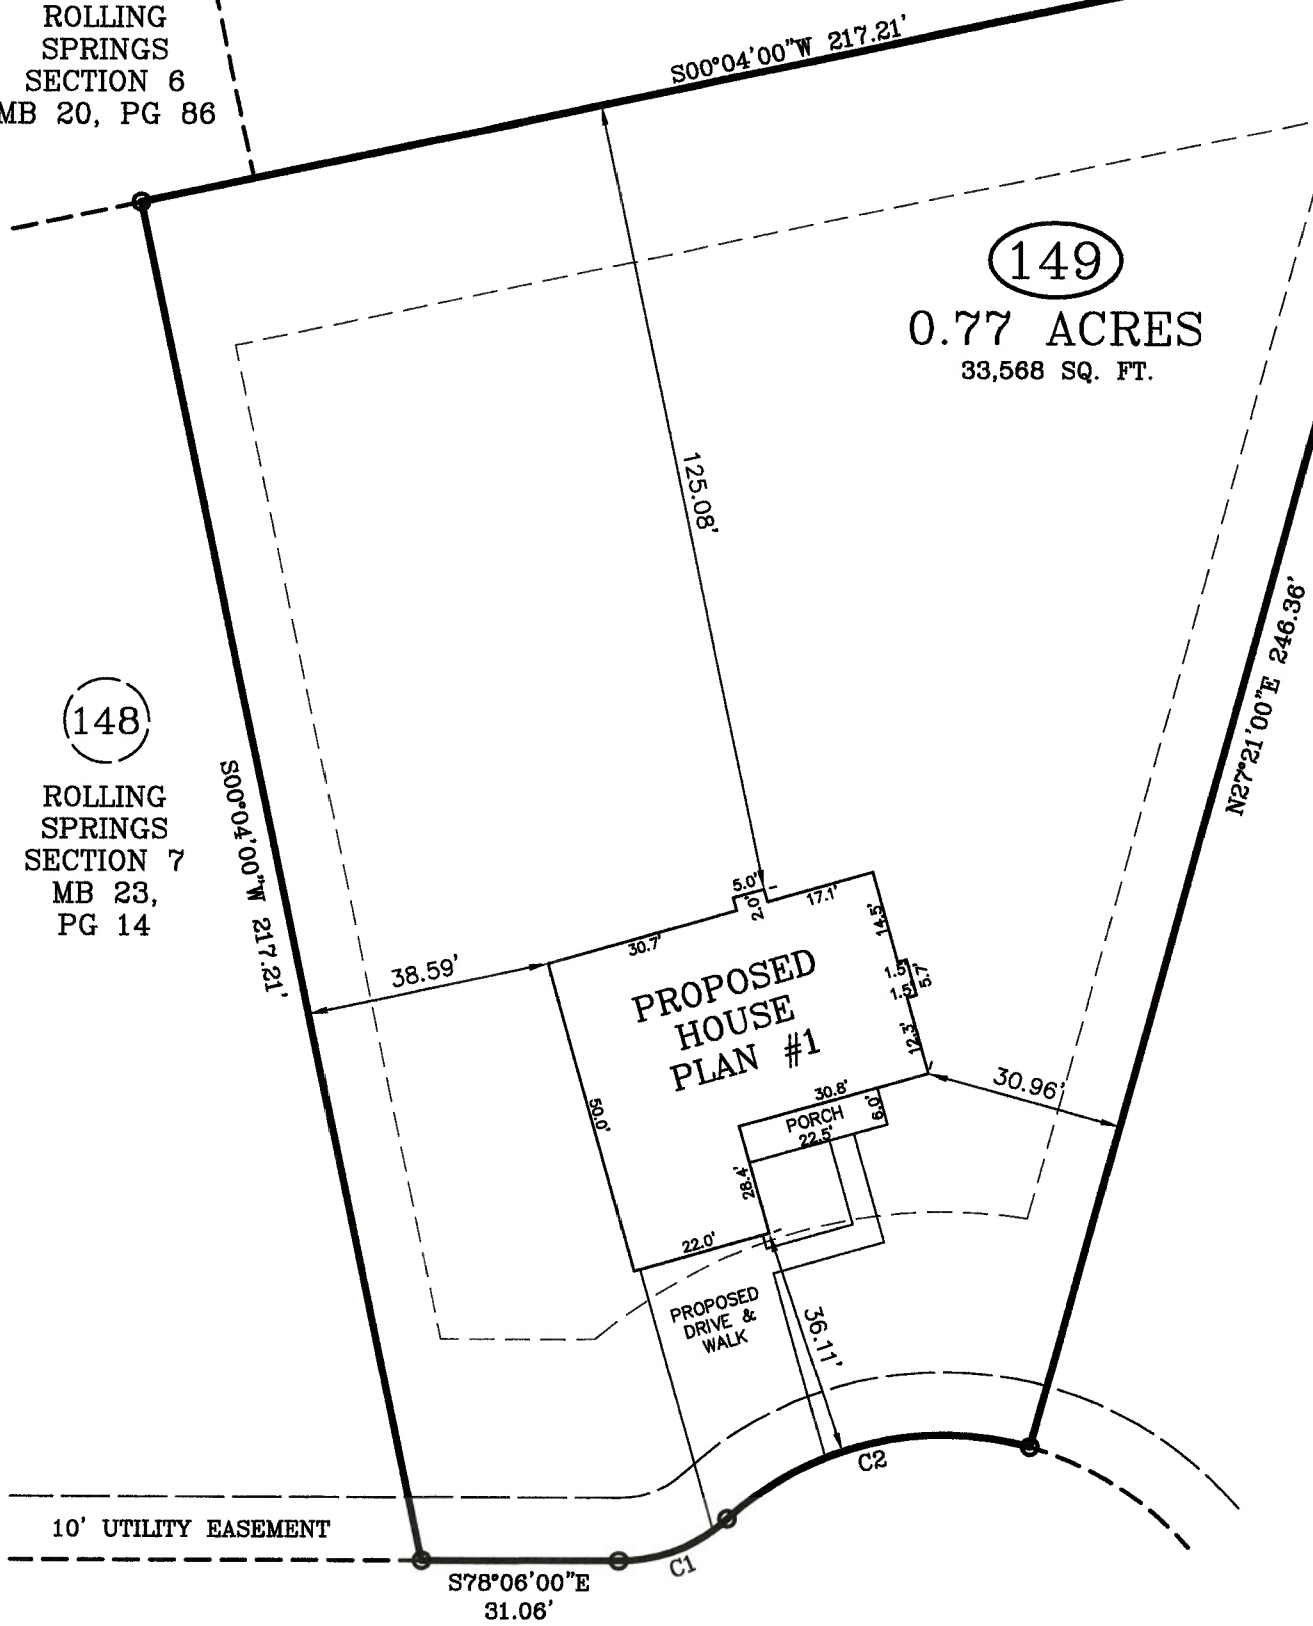 ROLLING
SPRINGS
SECTION 6
MB 20, PG 86
S00°04'00"W 217.21'
149
0.77 ACRES
33,568 SQ. FT.
125.08'
148
ROLLING
SPRINGS
SECTION 7
MB 23,
PG 14
S00°04'00"W 217.21'
N27°21'00"E 246.36'
38.59'
30.7'
5.0'
2.0'
17.1'
14.5'
1.5'
5.7'
1.5'
12.3'
PROPOSED
HOUSE
PLAN #1
30.96'
50.0'
30.8'
PORCH
6.0'
22.5'
28.4'
22.0'
PROPOSED
DRIVE &
WALK
36.11'
C2
C1
10' UTILITY EASEMENT
S78°06'00"E
31.06'